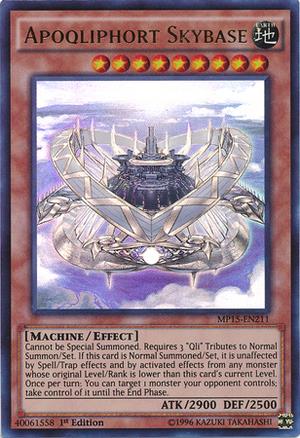 APOQLIPHORT SKYBASE
EARTH
地
MP15-EN211
[MACHINE / EFFECT]
Cannot be Special Summoned. Requires 3 "Qli" Tributes to Normal
Summon/Set. If this card is Normal Summoned/Set, it is unaffected
by Spell/Trap effects and by activated effects from any monster
whose original Level/Rank is lower than this card's current Level.
Once per turn: You can target 1 monster your opponent controls;
take control of it until the End Phase.
ATK/2900 DEF/2500
40061558 1st Edition ©1996 KAZUKI TAKAHASHI